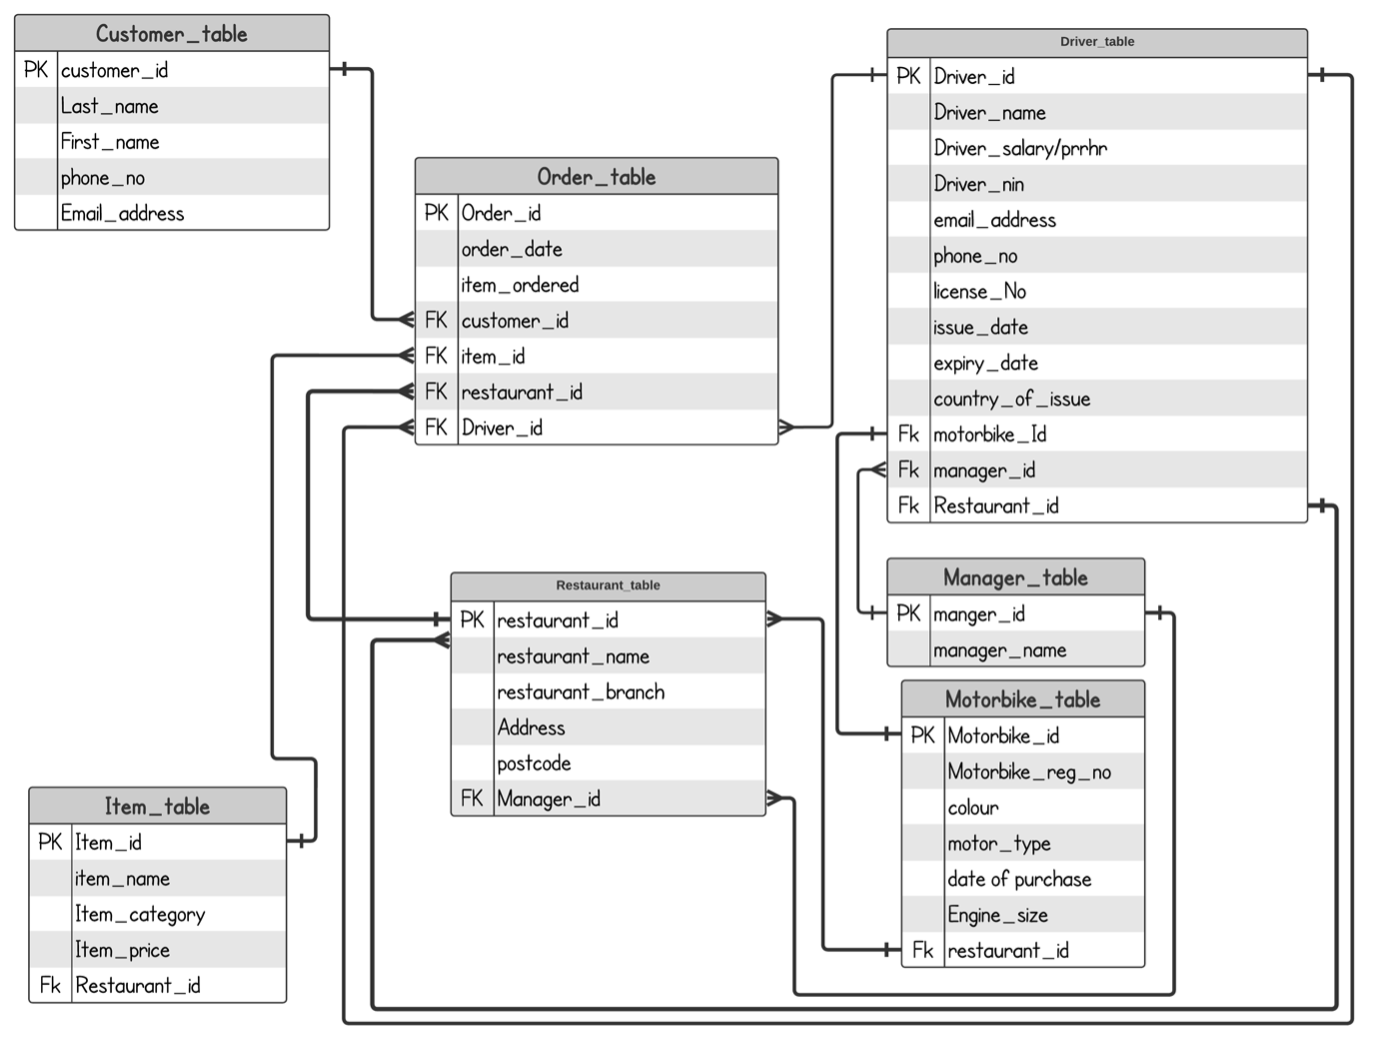 Customer_table
PK customer_id
Last_name
First_name
phone_no
Email_address
Order_table
PK Order_id
order_date
item_ordered
FK customer_id
FK item_id
FK restaurant_id
FK Driver_id
Driver_table
PK Driver_id
Driver_name
Driver_salary/prrhr
Driver_nin
email_address
phone_no
license_No
issue_date
expiry_date
country_of_issue
Fk motorbike_Id
Fk manager_id
Fk Restaurant_id
Restaurant_table
PK restaurant_id
restaurant_name
restaurant_branch
Address
postcode
FK Manager_id
Manager_table
PK manger_id
manager_name
Motorbike_table
PK Motorbike_id
Motorbike_reg_no
colour
motor_type
date of purchase
Engine_size
Fk restaurant_id
Item_table
PK Item_id
item_name
Item_category
Item_price
Fk Restaurant_id